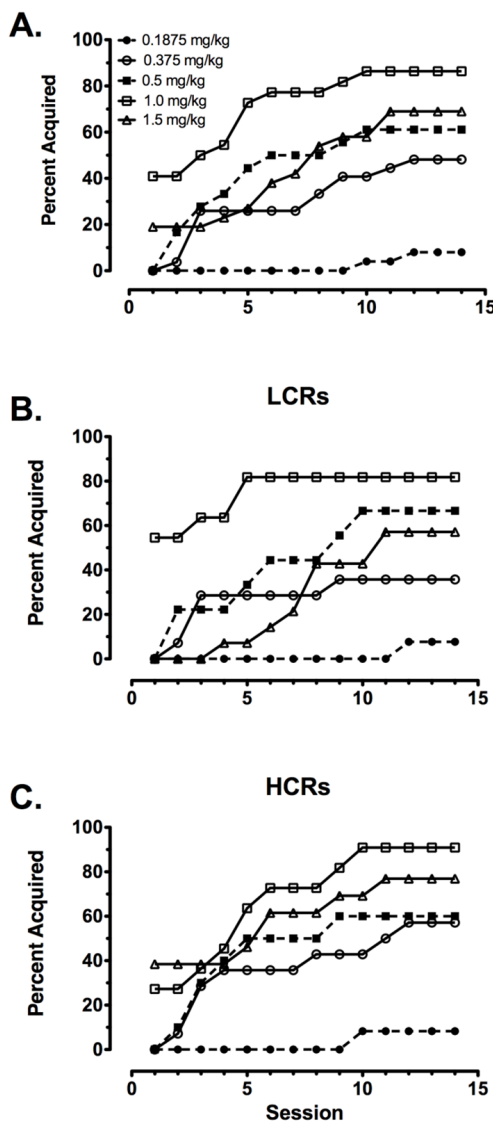 A.
100
80
60
40
20
0
Percent Acquired
0.1875 mg/kg
0.375 mg/kg
0.5 mg/kg
1.0 mg/kg
1.5 mg/kg
0 5 10 15
B.
LCRs
100
80
60
40
20
0
Percent Acquired
0 5 10 15
C.
HCRs
100
80
60
40
20
0
Percent Acquired
0 5 10 15
Session